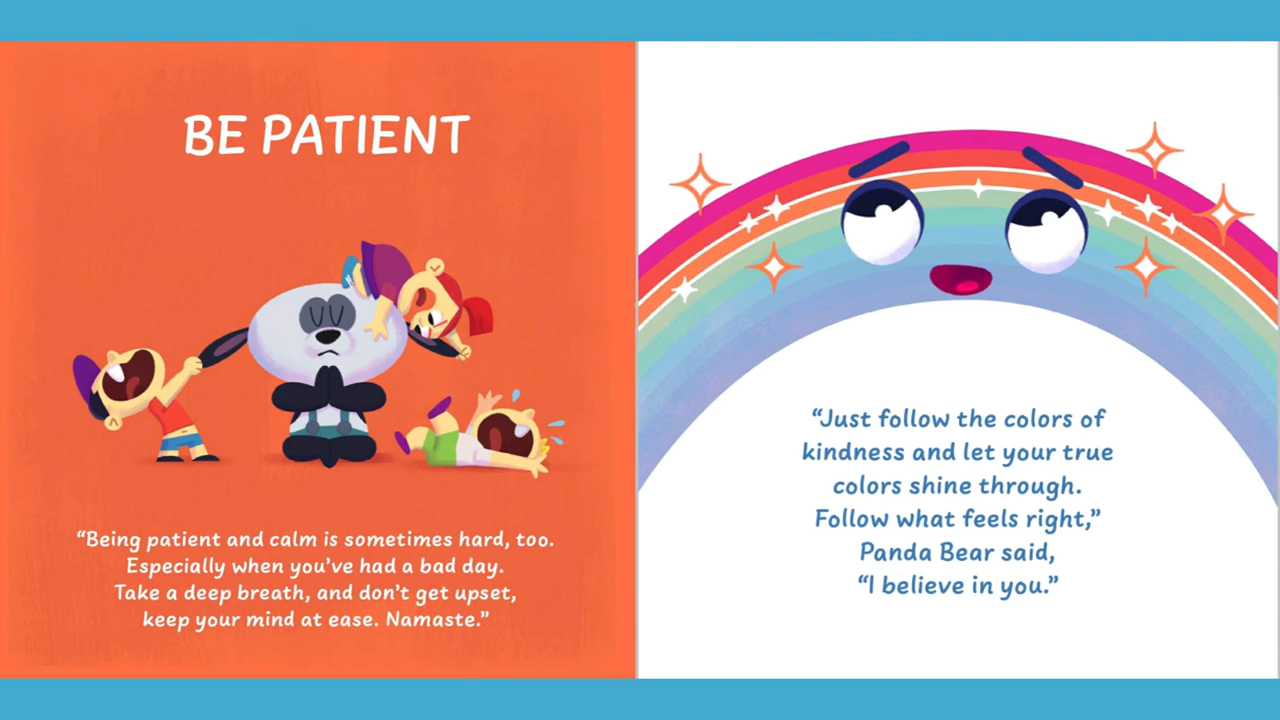 BE PATIENT
“Being patient and calm is sometimes hard, too.
Especially when you’ve had a bad day.
Take a deep breath, and don’t get upset,
keep your mind at ease. Namaste.”
“Just follow the colors of
kindness and let your true
colors shine through.
Follow what feels right,”
Panda Bear said,
“I believe in you.”